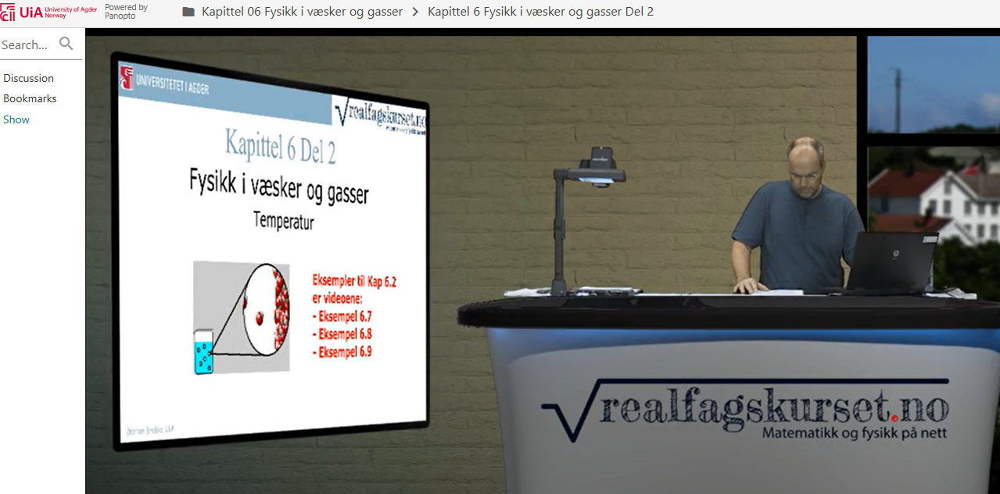 UiA University of Agder
Norway
Powered by
Panopto
Kapittel 06 Fysikk i væsker og gasser > Kapittel 6 Fysikk i væsker og gasser Del 2
Search...
Discussion
Bookmarks
Show
UNIVERSITETET I AGDER
realfagskurset.no
Kapittel 6 Del 2
Fysikk i væsker og gasser
Temperatur
Eksempler til Kap 6.2
er videoene:
- Eksempel 6.7
- Eksempel 6.8
- Eksempel 6.9
realfagskurset.no
Matematikk og fysikk på nett